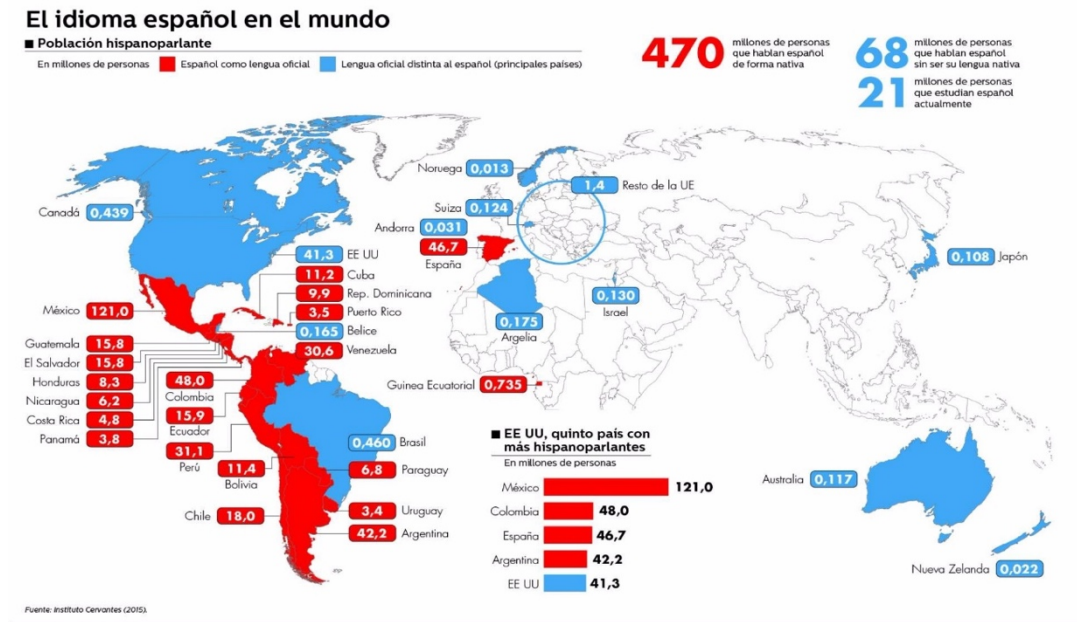 El idioma español en el mundo
■ Población hispanoparlante
En millones de personas
Español como lengua oficial
Lengua oficial distinta al español (principales países)
470
millones de personas
que hablan español
de forma nativa
68
millones de personas
que hablan español
sin ser su lengua nativa
21
millones de personas
que estudian español
actualmente
Canadá 0,439
Noruega 0,013
1,4 Resto de la UE
Suiza 0,124
Andorra 0,031
46,7
España
41,3 EE UU
11,2 Cuba
9,9 Rep. Dominicana
3,5 Puerto Rico
0,165 Belice
30,6 Venezuela
México 121,0
Guatemala 15,8
El Salvador 15,8
Honduras 8,3
Nicaragua 6,2
Costa Rica 4,8
Panamá 3,8
48,0
Colombia
15,9
Ecuador
31,1
Perú
11,4
Bolivia
Chile 18,0
0,460 Brasil
6,8 Paraguay
3,4 Uruguay
42,2 Argentina
0,175
Argelia
0,130
Israel
Guinea Ecuatorial 0,735
0,108 Japón
Australia 0,117
Nueva Zelanda 0,022
■ EE UU, quinto país con
más hispanoparlantes
En millones de personas
México 121,0
Colombia 48,0
España 46,7
Argentina 42,2
EE UU 41,3
Fuente: Instituto Cervantes (2015).